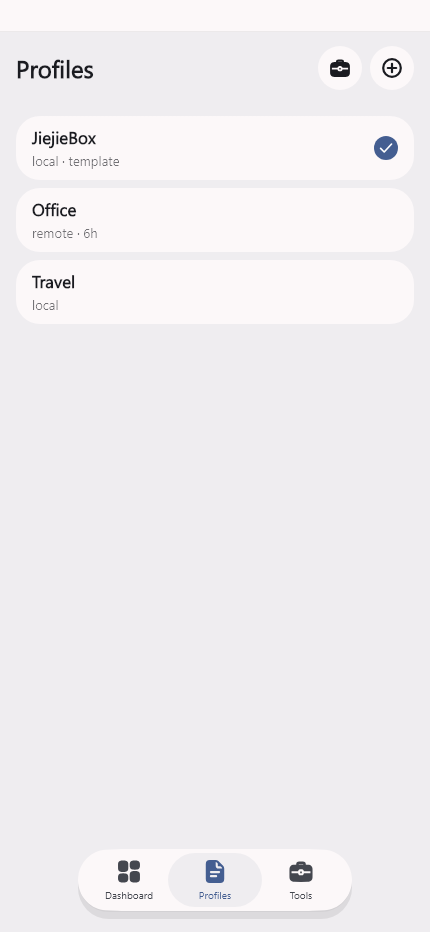 Profiles
JiejieBox
local · template
Office
remote · 6h
Travel
local
Dashboard
Profiles
Tools